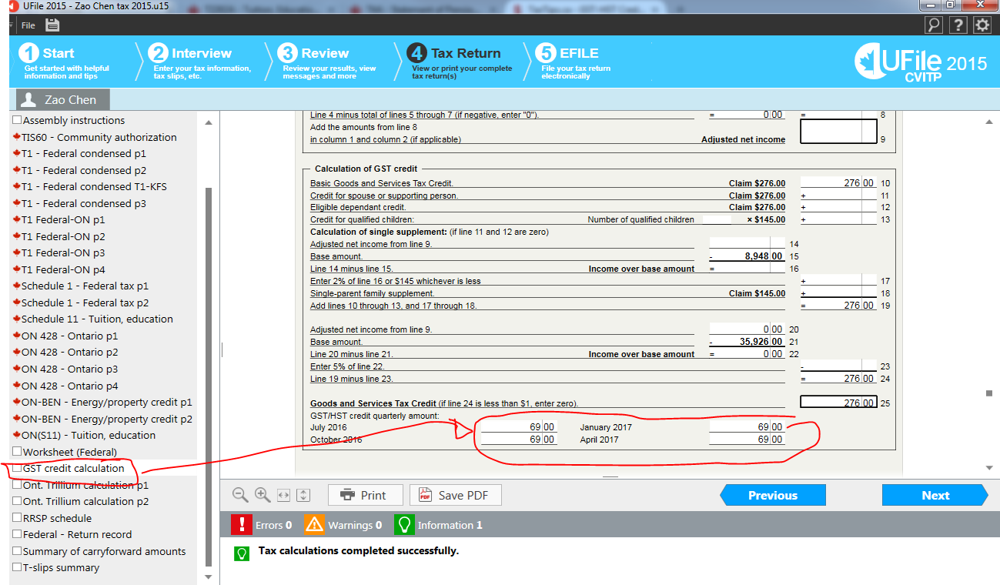 UFile 2015 - Zao Chen tax 2015.u15
File
?
1 Start
Get started with helpful
information and tips
2 Interview
Enter your tax information,
tax slips, etc.
3 Review
Review your results, view
messages and more
4 Tax Return
View or print your complete
tax return(s)
5 EFILE
File your tax return
electronically
UFile 2015
CVITP
Zao Chen
Assembly instructions
TIS60 - Community authorization
T1 - Federal condensed p1
T1 - Federal condensed p2
T1 - Federal condensed T1-KFS
T1 - Federal condensed p3
T1 Federal-ON p1
T1 Federal-ON p2
T1 Federal-ON p3
T1 Federal-ON p4
Schedule 1 - Federal tax p1
Schedule 1 - Federal tax p2
Schedule 11 - Tuition, education
ON 428 - Ontario p1
ON 428 - Ontario p2
ON 428 - Ontario p3
ON 428 - Ontario p4
ON-BEN - Energy/property credit p1
ON-BEN - Energy/property credit p2
ON(S11) - Tuition, education
Worksheet (Federal)
GST credit calculation
Ont. Trillium calculation p1
Ont. Trillium calculation p2
RRSP schedule
Federal - Return record
Summary of carryforward amounts
T-slips summary
Line 4 minus total of lines 5 through 7 (if negative, enter "0"). = 0 00 = 8
Add the amounts from line 8
in column 1 and column 2 (if applicable) Adjusted net income 9
Calculation of GST credit
Basic Goods and Services Tax Credit. Claim $276.00 276 00 10
Credit for spouse or supporting person. Claim $276.00 + 11
Eligible dependant credit. Claim $276.00 + 12
Credit for qualified children: Number of qualified children × $145.00 + 13
Calculation of single supplement: (if line 11 and 12 are zero)
Adjusted net income from line 9. 14
Base amount. - 8,948 00 15
Line 14 minus line 15. Income over base amount = 16
Enter 2% of line 16 or $145 whichever is less + 17
Single-parent family supplement. Claim $145.00 + 18
Add lines 10 through 13, and 17 through 18. = 276 00 19
Adjusted net income from line 9. 0 00 20
Base amount. - 35,926 00 21
Line 20 minus line 21. Income over base amount = 0 00 22
Enter 5% of line 22. - 23
Line 19 minus line 23. = 276 00 24
Goods and Services Tax Credit (if line 24 is less than $1, enter zero). 276 00 25
GST/HST credit quarterly amount:
July 2016 69 00 January 2017 69 00
October 2016 69 00 April 2017 69 00
Print
PDF Save PDF
Previous
Next
! Errors 0
Warnings 0
Information 1
Tax calculations completed successfully.